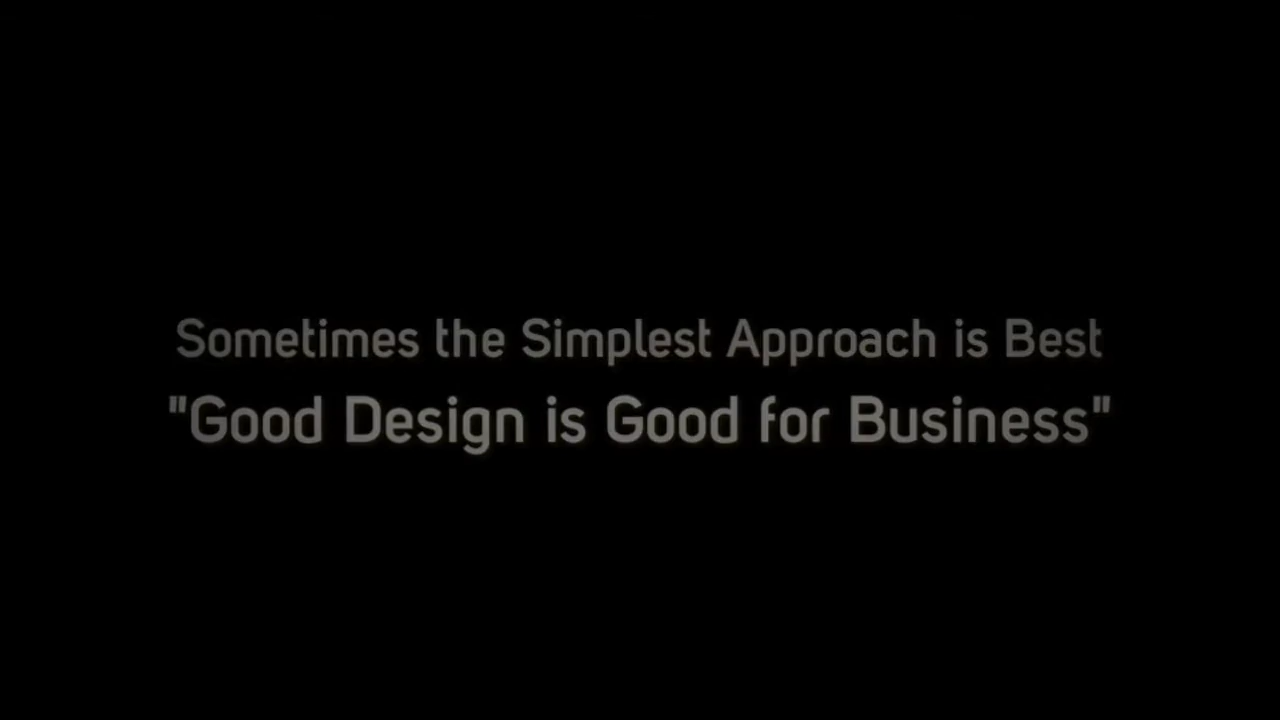 Sometimes the Simplest Approach is Best
"Good Design is Good for Business"